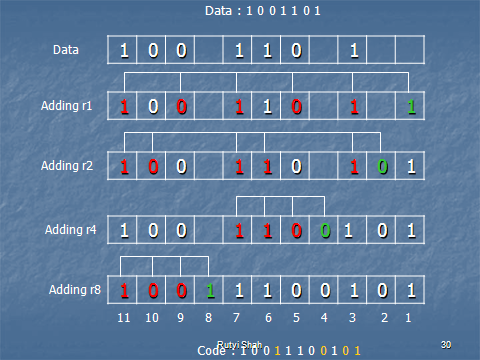 Data : 1 0 0 1 1 0 1
Data 1 0 0 1 1 0 1
Adding r1 1 0 0 1 1 0 1 1
Adding r2 1 0 0 1 1 0 1 0 1
Adding r4 1 0 0 1 1 0 0 1 0 1
Adding r8 1 0 0 1 1 1 0 0 1 0 1
11 10 9 8 7 6 5 4 3 2 1
Rutvi Shah 30
Code : 1 0 0 1 1 1 0 0 1 0 1